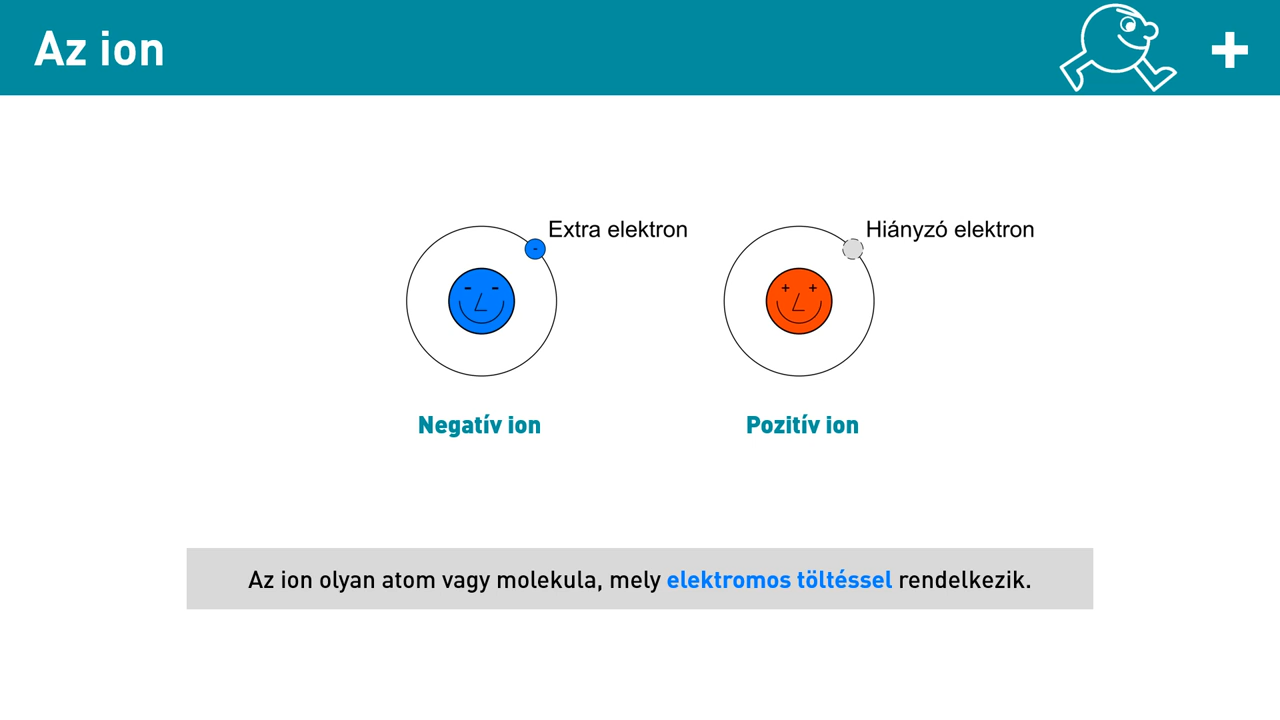 Az ion
Extra elektron
Hiányzó elektron
Negatív ion
Pozitív ion
Az ion olyan atom vagy molekula, mely elektromos töltéssel rendelkezik.